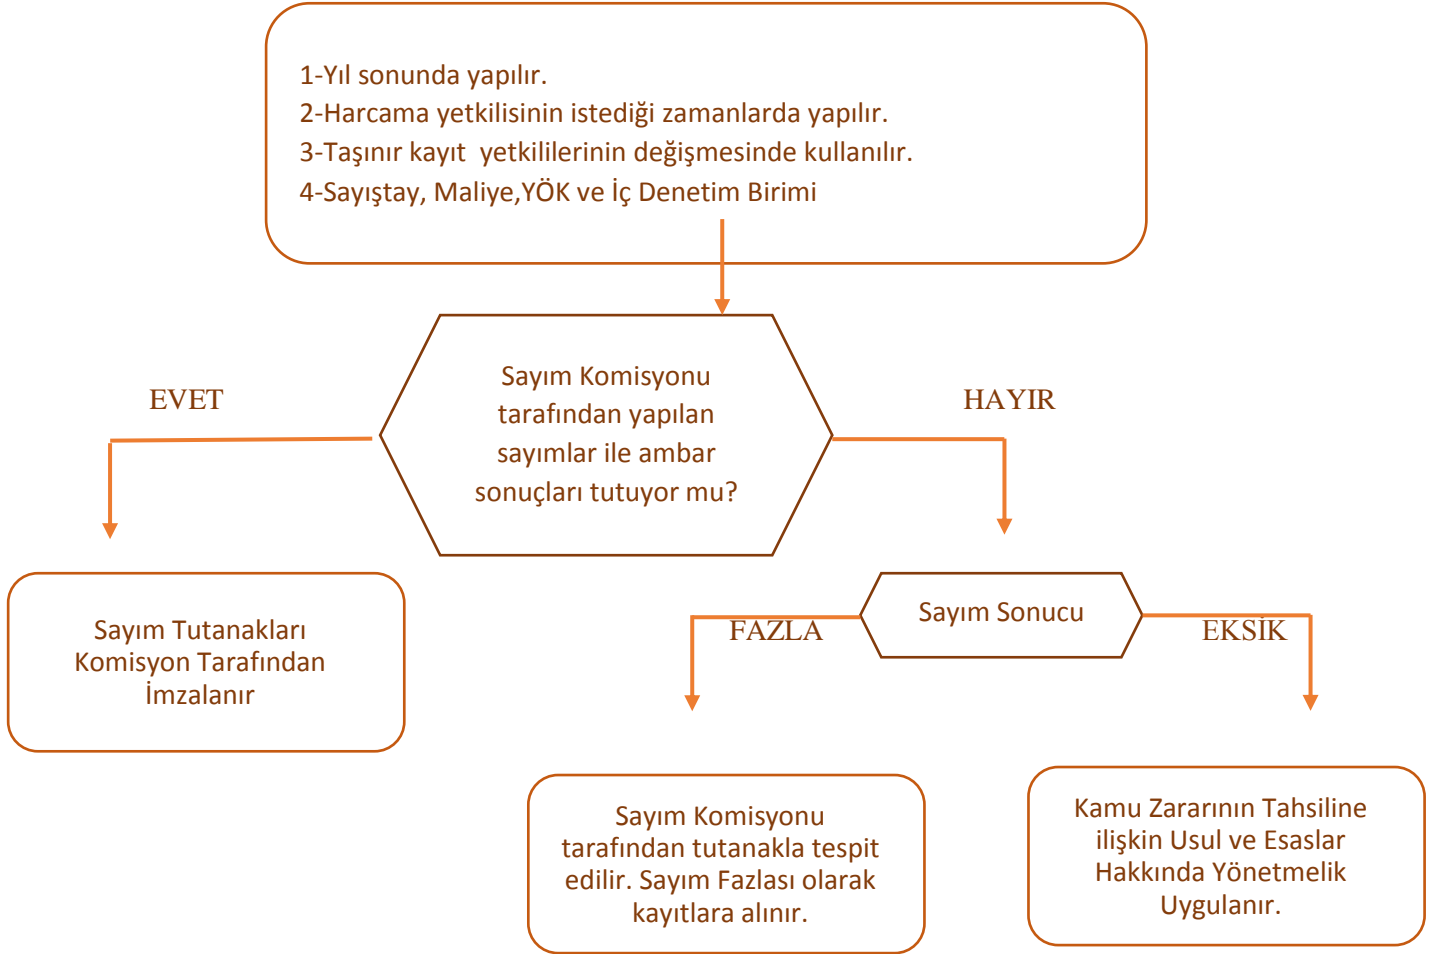 1-Yıl sonunda yapılır.
2-Harcama yetkilisinin istediği zamanlarda yapılır.
3-Taşınır kayıt  yetkililerinin değişmesinde kullanılır.
4-Sayıştay, Maliye,YÖK ve İç Denetim Birimi
Sayım Komisyonu
tarafından yapılan
sayımlar ile ambar
sonuçları tutuyor mu?
EVET
HAYIR
Sayım Tutanakları
Komisyon Tarafından
İmzalanır
Sayım Sonucu
FAZLA
EKSİK
Sayım Komisyonu
tarafından tutanakla tespit
edilir. Sayım Fazlası olarak
kayıtlara alınır.
Kamu Zararının Tahsiline
ilişkin Usul ve Esaslar
Hakkında Yönetmelik
Uygulanır.